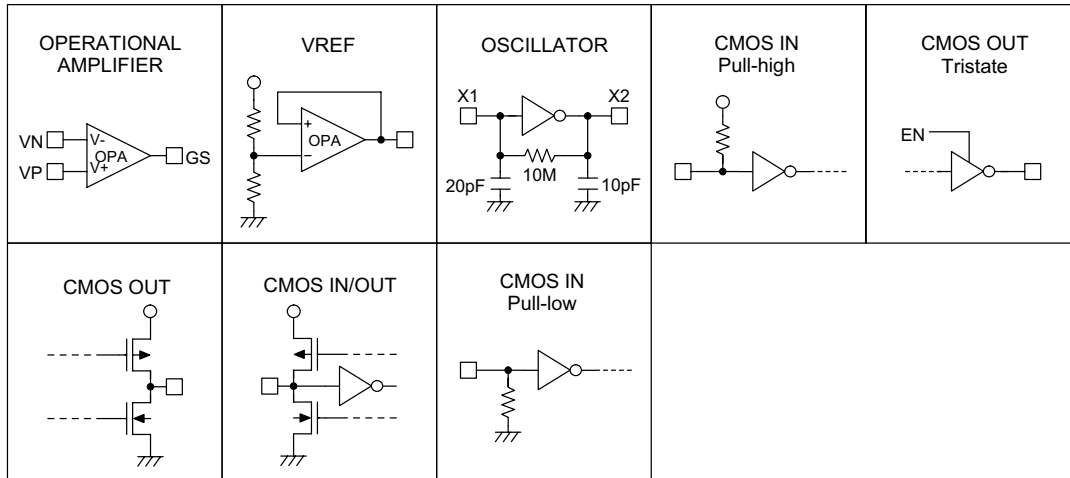 OPERATIONAL
AMPLIFIER
VN
V-
OPA
GS
VP
V+
VREF
+
OPA
−
OSCILLATOR
X1
X2
20pF
10M
10pF
CMOS IN
Pull-high
CMOS OUT
Tristate
EN
CMOS OUT
CMOS IN/OUT
CMOS IN
Pull-low